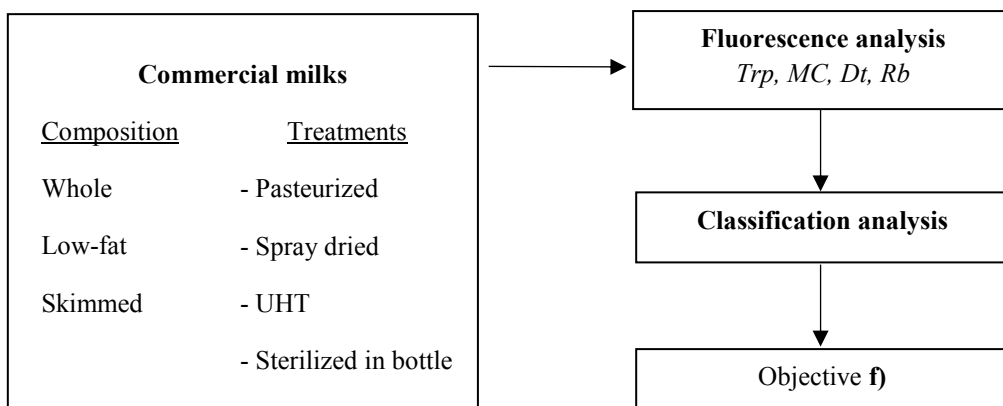 Commercial milks
Composition Treatments
Whole - Pasteurized
Low-fat - Spray dried
Skimmed - UHT
- Sterilized in bottle
Fluorescence analysis
Trp, MC, Dt, Rb
Classification analysis
Objective f)